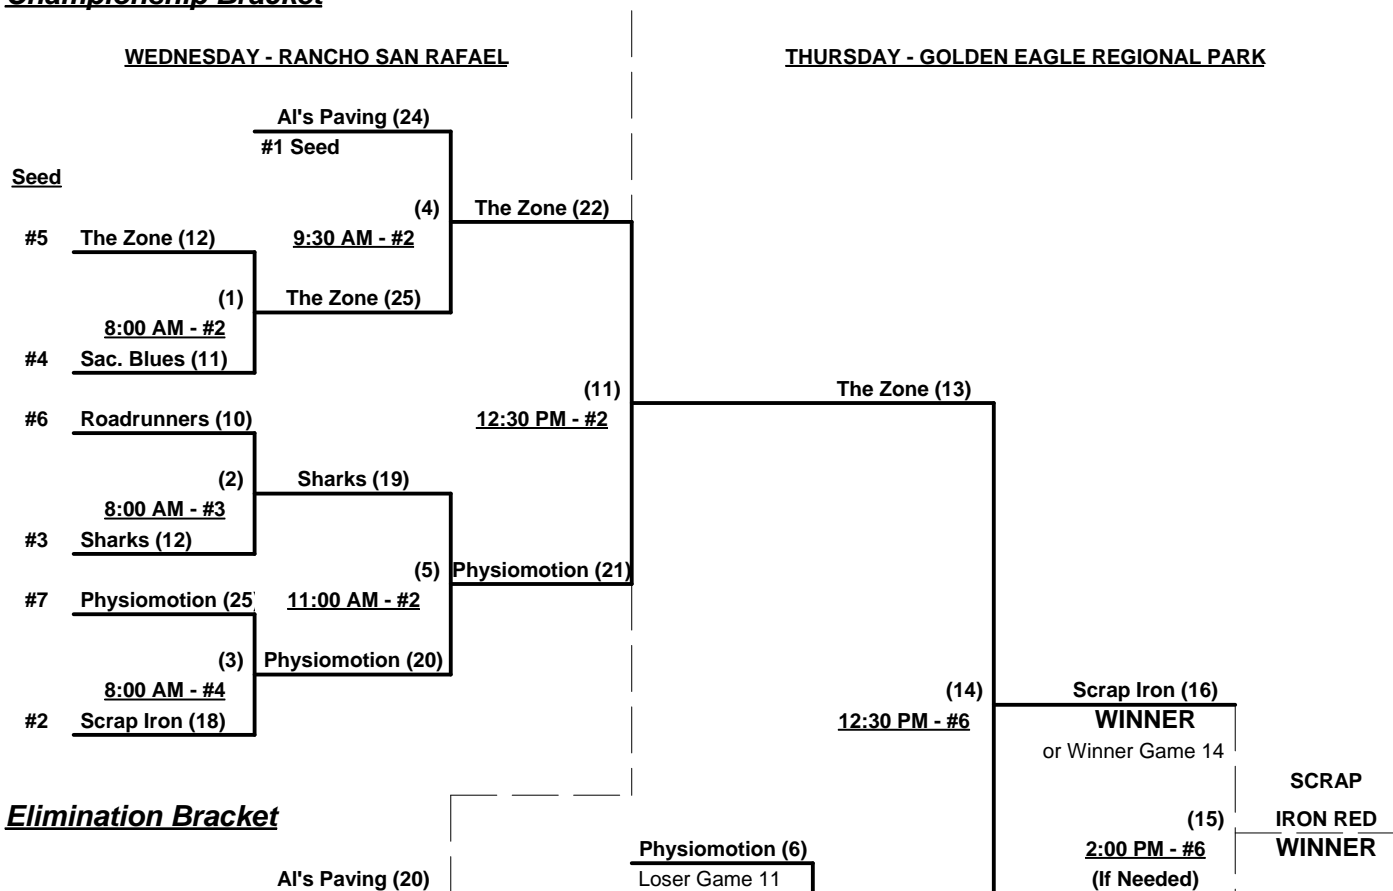 Championship Bracket
WEDNESDAY - RANCHO SAN RAFAEL
THURSDAY - GOLDEN EAGLE REGIONAL PARK
Al's Paving (24)
#1 Seed
Seed
(4)
The Zone (22)
#5
The Zone (12)
9:30 AM - #2
(1)
The Zone (25)
8:00 AM - #2
#4
Sac. Blues (11)
(11)
The Zone (13)
#6
Roadrunners (10)
12:30 PM - #2
(2)
Sharks (19)
8:00 AM - #3
#3
Sharks (12)
(5)
Physiomotion (21)
#7
Physiomotion (25)
11:00 AM - #2
(3)
Physiomotion (20)
8:00 AM - #4
(14)
Scrap Iron (16)
#2
Scrap Iron (18)
12:30 PM - #6
WINNER
or Winner Game 14
SCRAP
Elimination Bracket
(15)
IRON RED
Physiomotion (6)
2:00 PM - #6
WINNER
Al's Paving (20)
Loser Game 11
(If Needed)